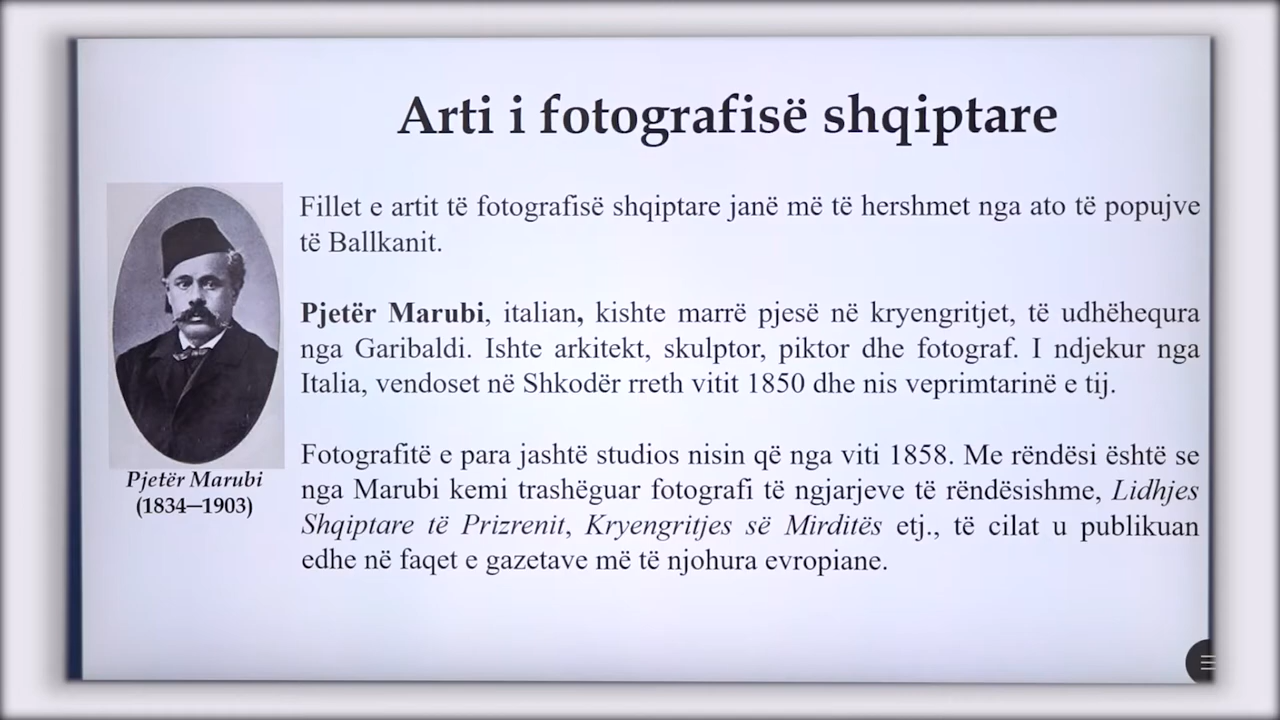 Arti i fotografisë shqiptare
Fillet e artit të fotografisë shqiptare janë më të hershmet nga ato të popujve
të Ballkanit.
Pjetër Marubi, italian, kishte marrë pjesë në kryengritjet, të udhëhequra
nga Garibaldi. Ishte arkitekt, skulptor, piktor dhe fotograf. I ndjekur nga
Italia, vendoset në Shkodër rreth vitit 1850 dhe nis veprimtarinë e tij.
Fotografitë e para jashtë studios nisin që nga viti 1858. Me rëndësi është se
nga Marubi kemi trashëguar fotografi të ngjarjeve të rëndësishme, Lidhjes
Shqiptare të Prizrenit, Kryengritjes së Mirditës etj., të cilat u publikuan
edhe në faqet e gazetave më të njohura evropiane.
Pjetër Marubi
(1834—1903)